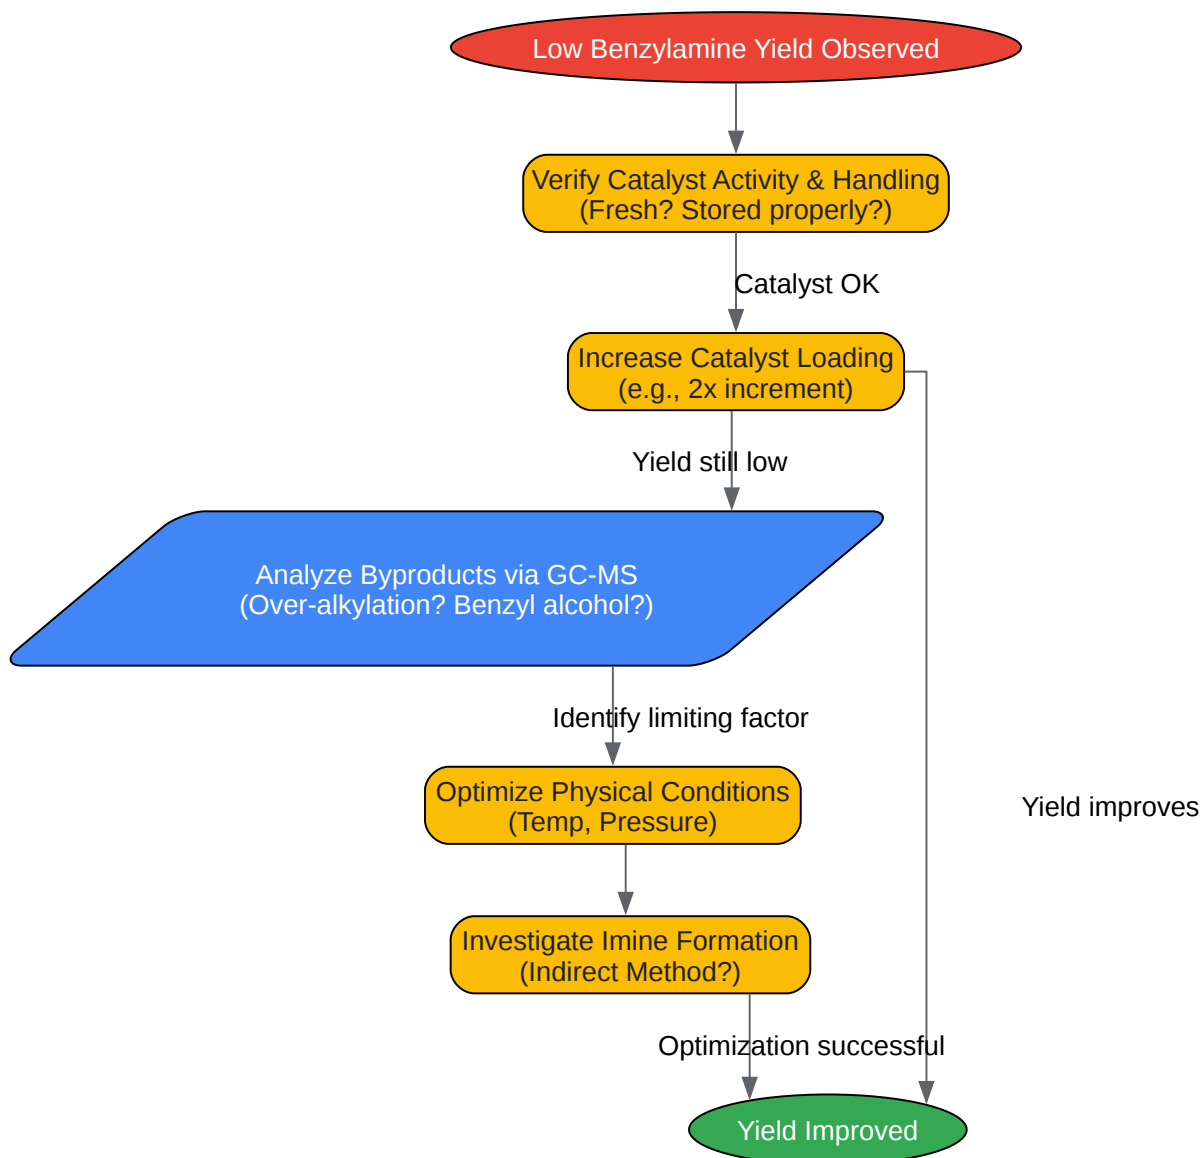 Low Benzylamine Yield Observed
Verify Catalyst Activity & Handling
(Fresh? Stored properly?)
Catalyst OK
Increase Catalyst Loading
(e.g., 2x increment)
Yield still low
Analyze Byproducts via GC-MS
(Over-alkylation? Benzyl alcohol?)
Identify limiting factor
Optimize Physical Conditions
(Temp, Pressure)
Yield improves
Investigate Imine Formation
(Indirect Method?)
Optimization successful
Yield Improved